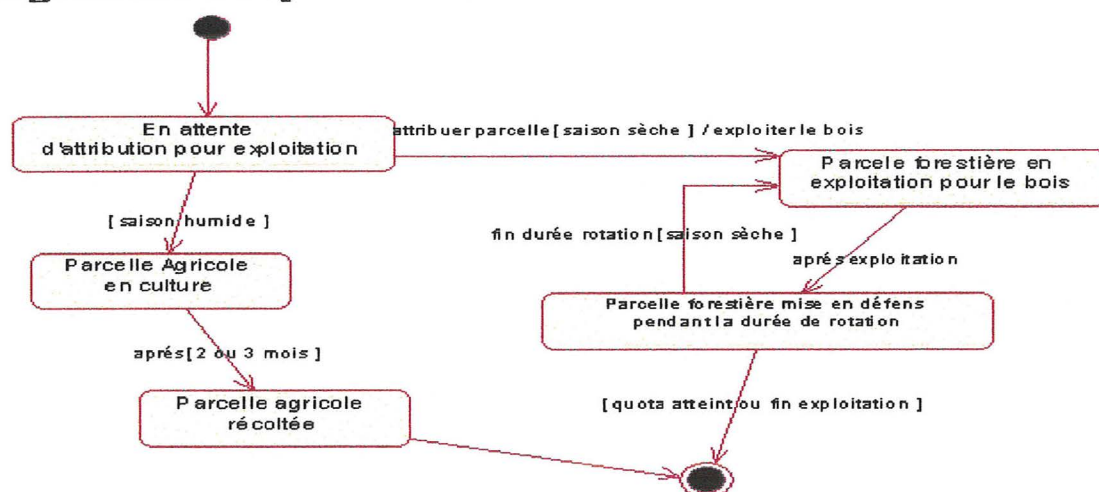 En attente
d'attribution pour exploitation
attribuer parcelle [ saison sèche ] / exploiter le bois
Parcele forestière en
exploitation pour le bois
[ saison humide ]
fin durée rotation [ saison sèche ]
aprés exploitation
Parcelle Agricole
en culture
Parcelle forestière mise en défens
pendant la durée de rotation
aprés [ 2 ou 3 mois ]
Parcelle agricole
récoltée
[ quota atteint ou fin exploitation ]